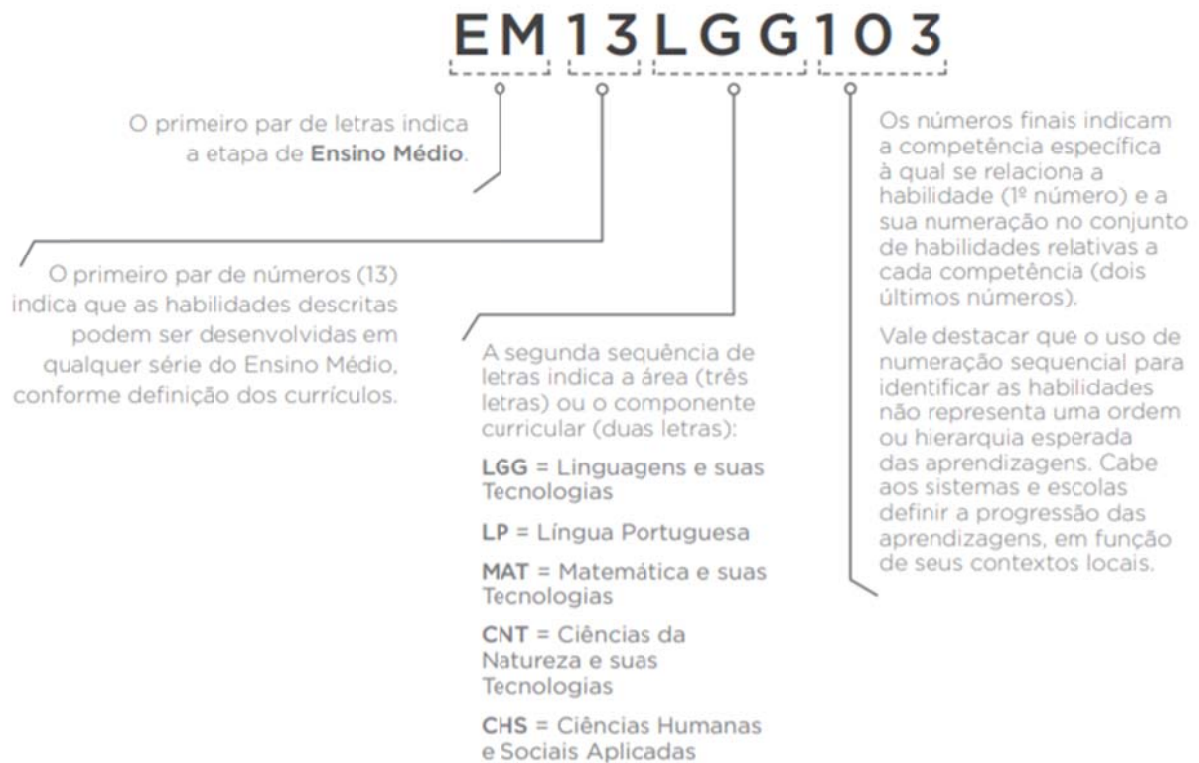 EM13LGG103
O primeiro par de letras indica
a etapa de Ensino Médio.
O primeiro par de números (13)
indica que as habilidades descritas
podem ser desenvolvidas em
qualquer série do Ensino Médio,
conforme definição dos currículos.
A segunda sequência de
letras indica a área (três
letras) ou o componente
curricular (duas letras):
LGG = Linguagens e suas
Tecnologias
LP = Língua Portuguesa
MAT = Matemática e suas
Tecnologias
CNT = Ciências da
Natureza e suas
Tecnologias
CHS = Ciências Humanas
e Sociais Aplicadas
Os números finais indicam
a competência específica
à qual se relaciona a
habilidade (1º número) e a
sua numeração no conjunto
de habilidades relativas a
cada competência (dois
últimos números).
Vale destacar que o uso de
numeração sequencial para
identificar as habilidades
não representa uma ordem
ou hierarquia esperada
das aprendizagens. Cabe
aos sistemas e escolas
definir a progressão das
aprendizagens, em função
de seus contextos locais.